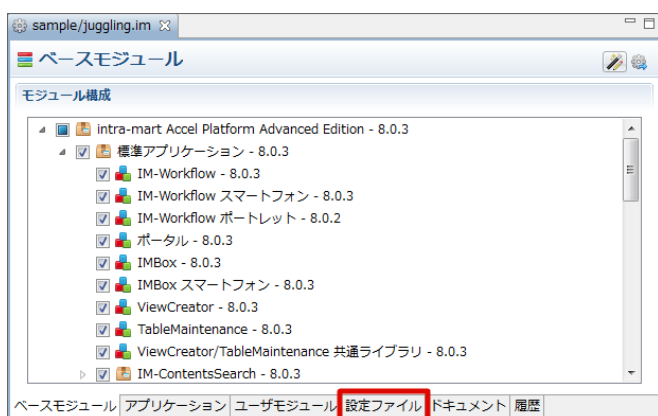 sample/juggling.im
ベースモジュール
モジュール構成
intra-mart Accel Platform Advanced Edition - 8.0.3
標準アプリケーション - 8.0.3
IM-Workflow - 8.0.3
IM-Workflow スマートフォン - 8.0.3
IM-Workflow ポートレット - 8.0.2
ポータル - 8.0.3
IMBox - 8.0.3
IMBox スマートフォン - 8.0.3
ViewCreator - 8.0.3
TableMaintenance - 8.0.3
ViewCreator/TableMaintenance 共通ライブラリ - 8.0.3
IM-ContentsSearch - 8.0.3
ベースモジュール アプリケーション ユーザモジュール 設定ファイル ドキュメント 履歴